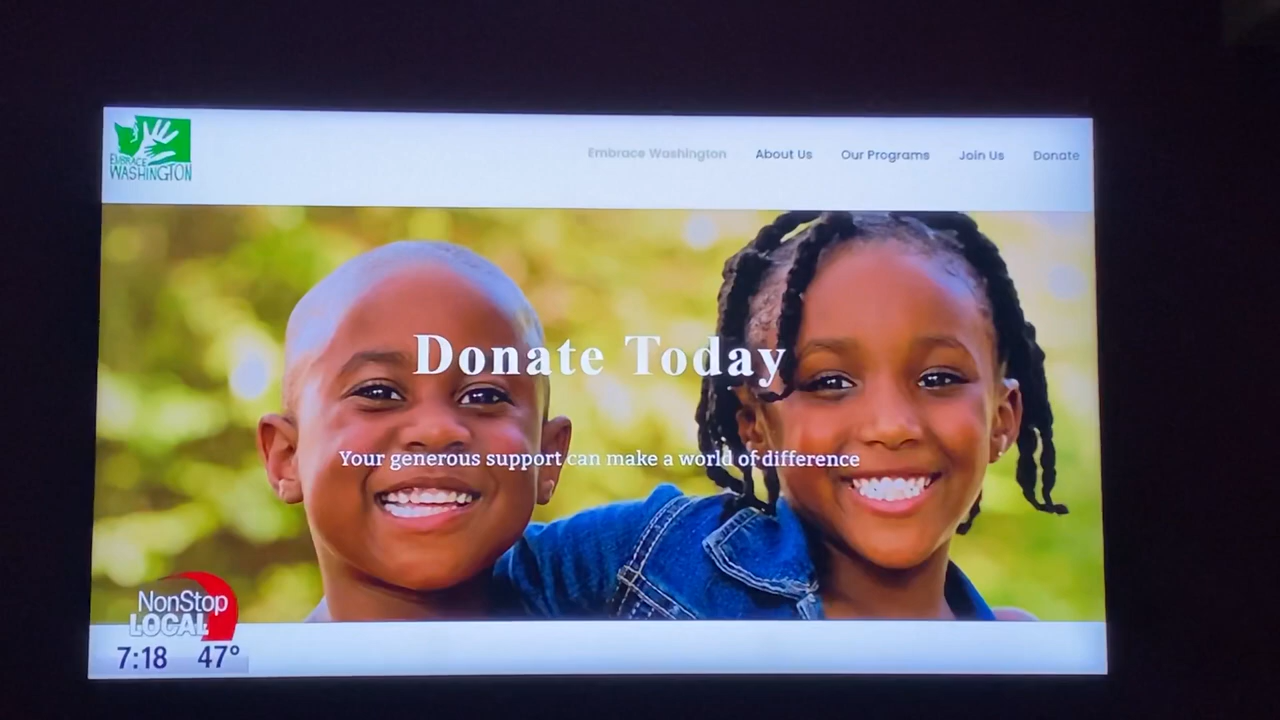 EMBRACE
WASHINGTON
Embrace Washington About Us Our Programs Join Us Donate
Donate Today
Your generous support can make a world of difference
NonStop
LOCAL
7:18 47°